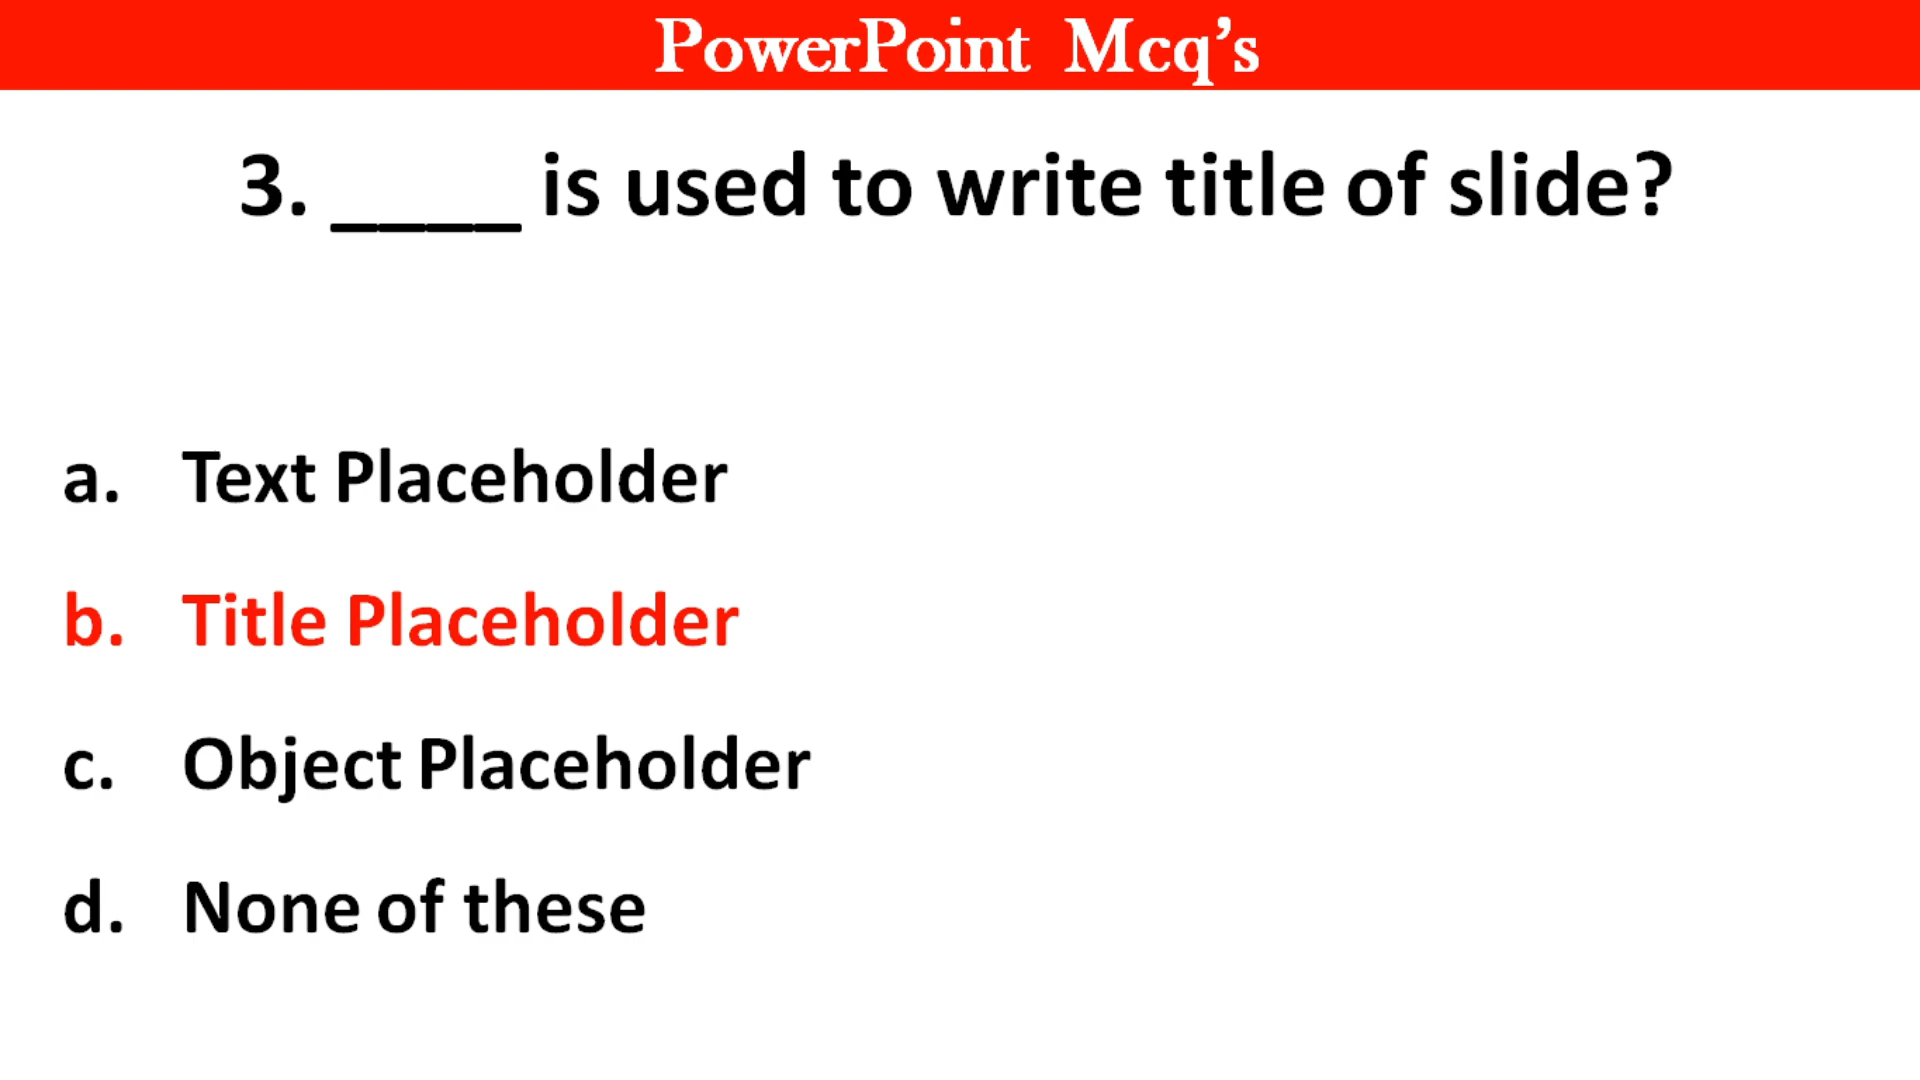 PowerPoint Mcq’s
3. ____ is used to write title of slide?
a. Text Placeholder
b. Title Placeholder
c. Object Placeholder
d. None of these